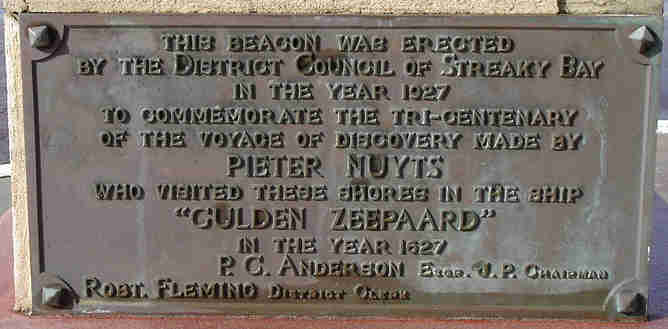 THIS BEACON WAS ERECTED
BY THE DISTRICT COUNCIL OF STREAKY BAY
IN THE YEAR 1927
TO COMMEMORATE THE TRI-CENTENARY
OF THE VOYAGE OF DISCOVERY MADE BY
PIETER NUYTS
WHO VISITED THESE SHORES IN THE SHIP
"GULDEN ZEEPAARD"
IN THE YEAR 1627
P. G. ANDERSON ESQR. J.P. CHAIRMAN
ROBT. FLEMING DISTRICT CLERK